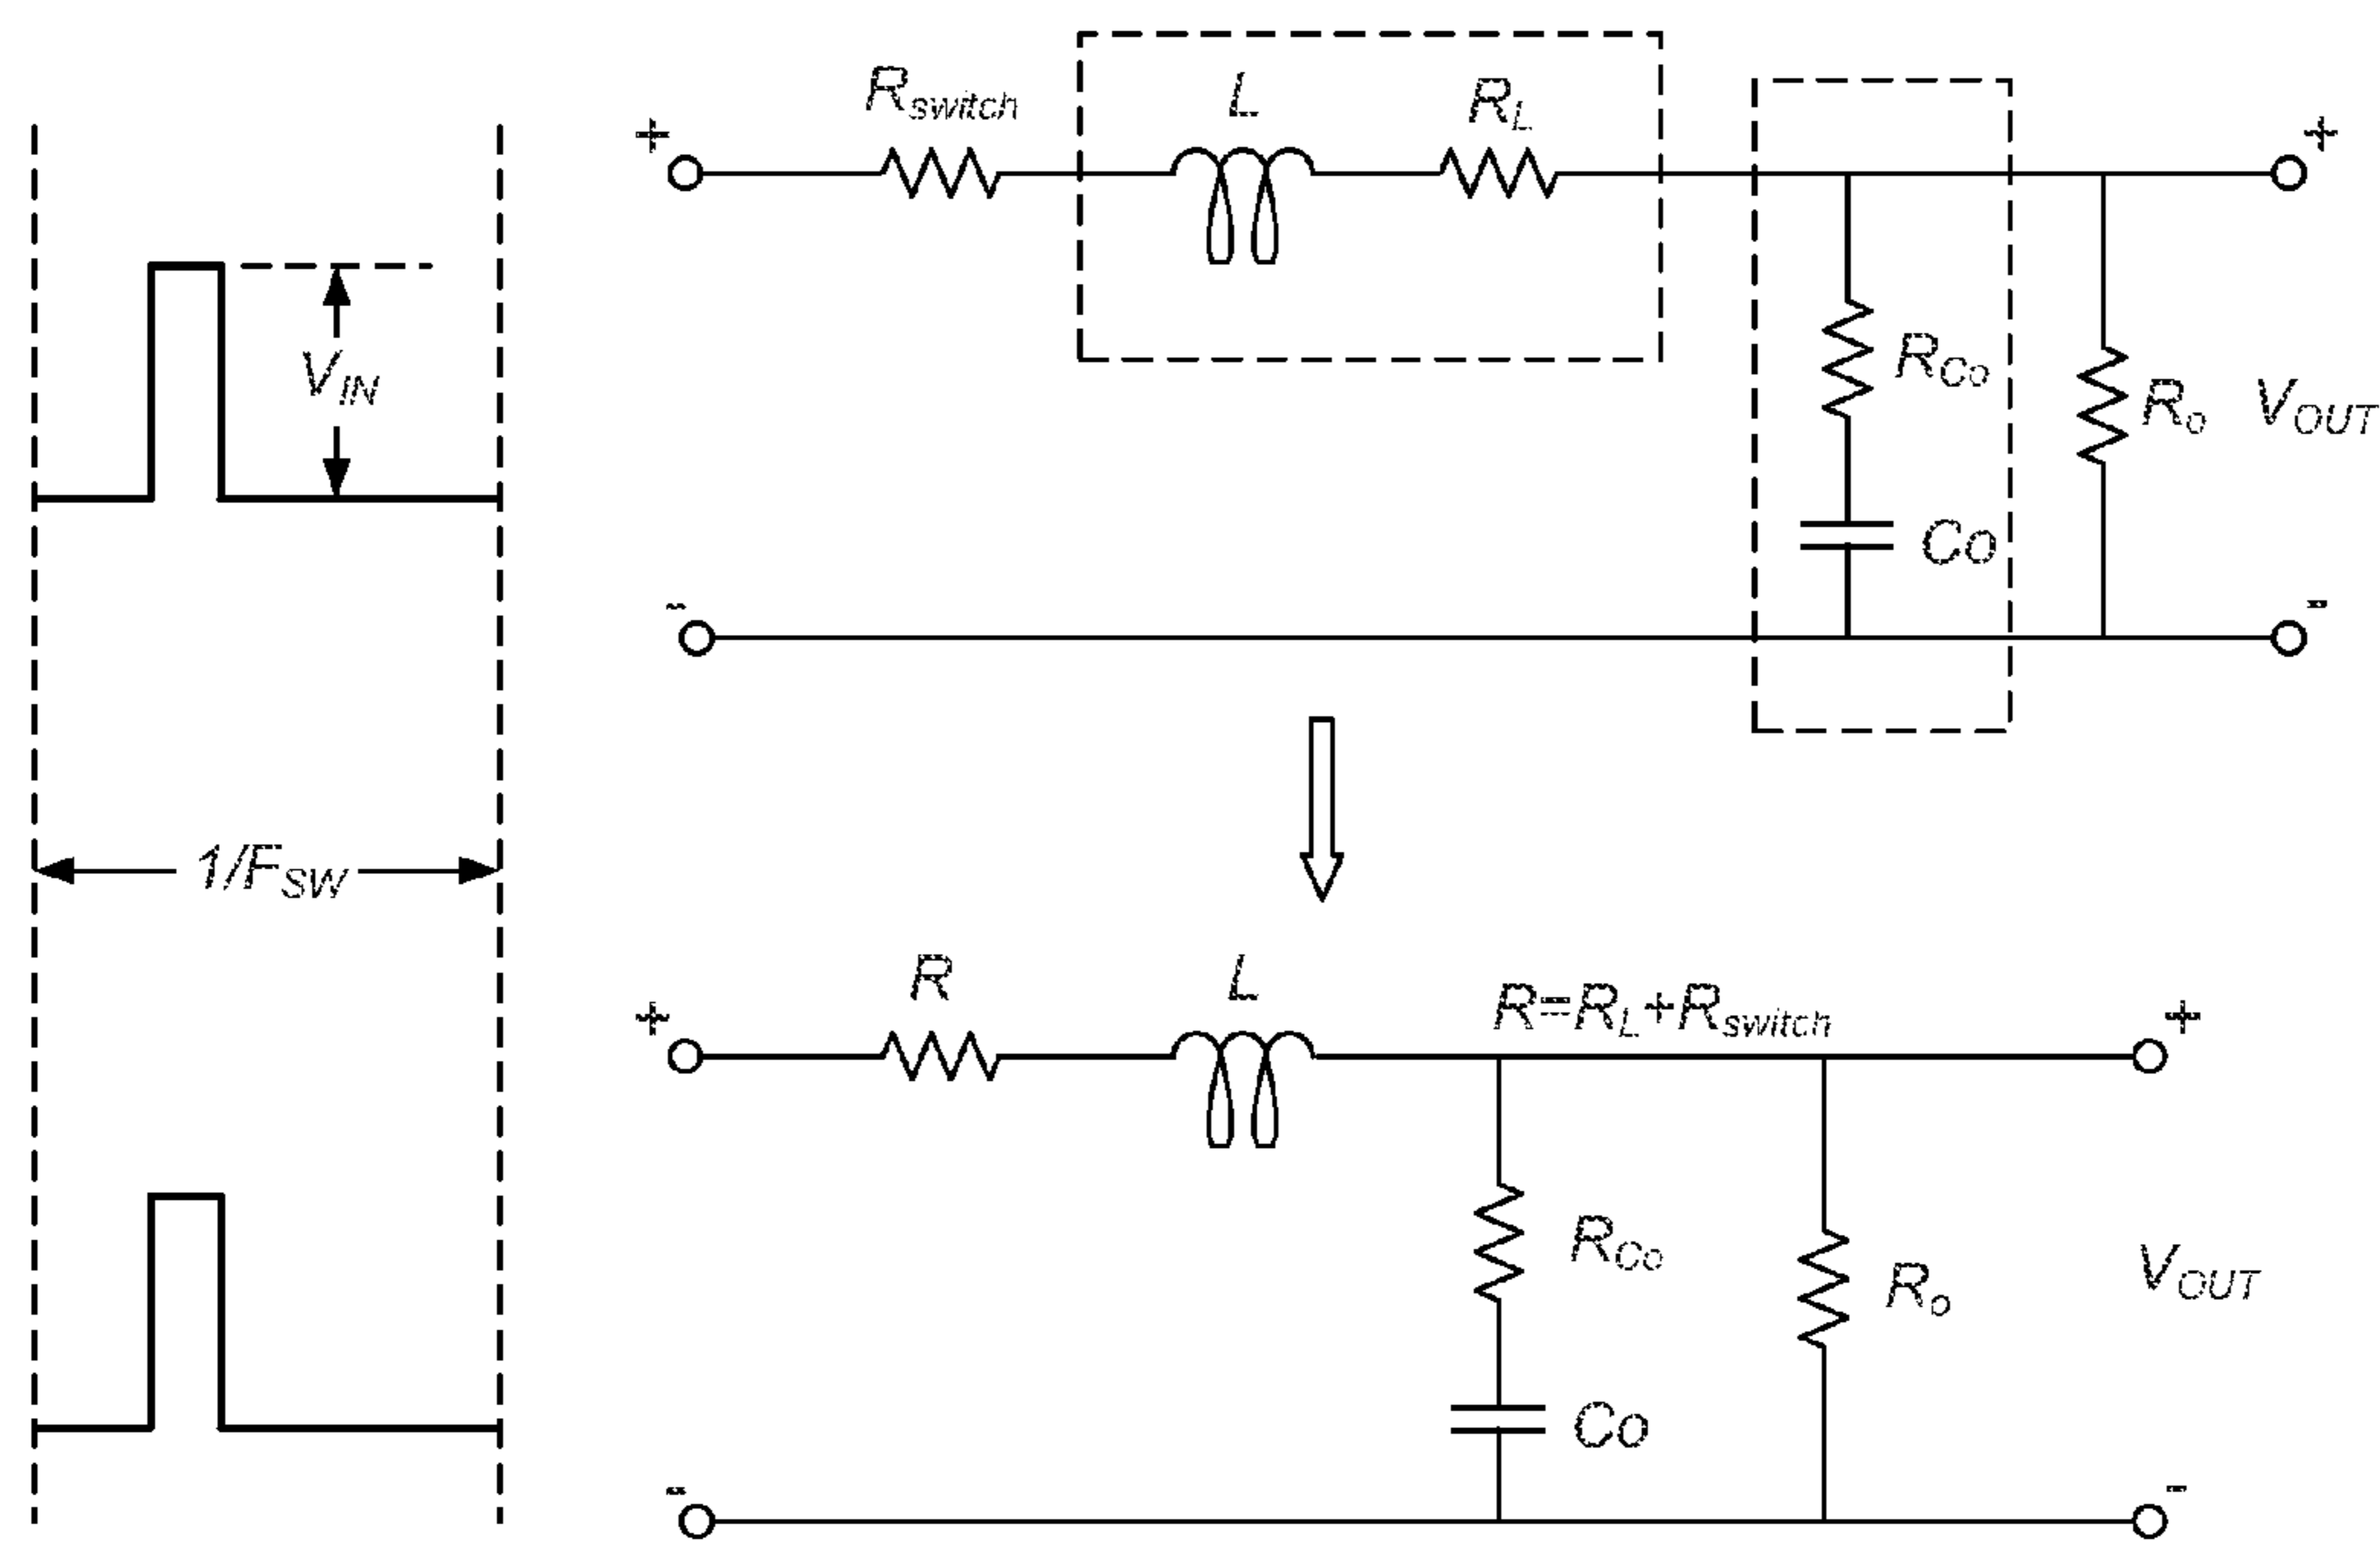 Rswitch
L
RL
+
+
VIN
RCo
Ro
VOUT
Co
-
-
1/FSW
R
L
R=RL+Rswitch
+
+
RCo
Ro
VOUT
Co
-
-